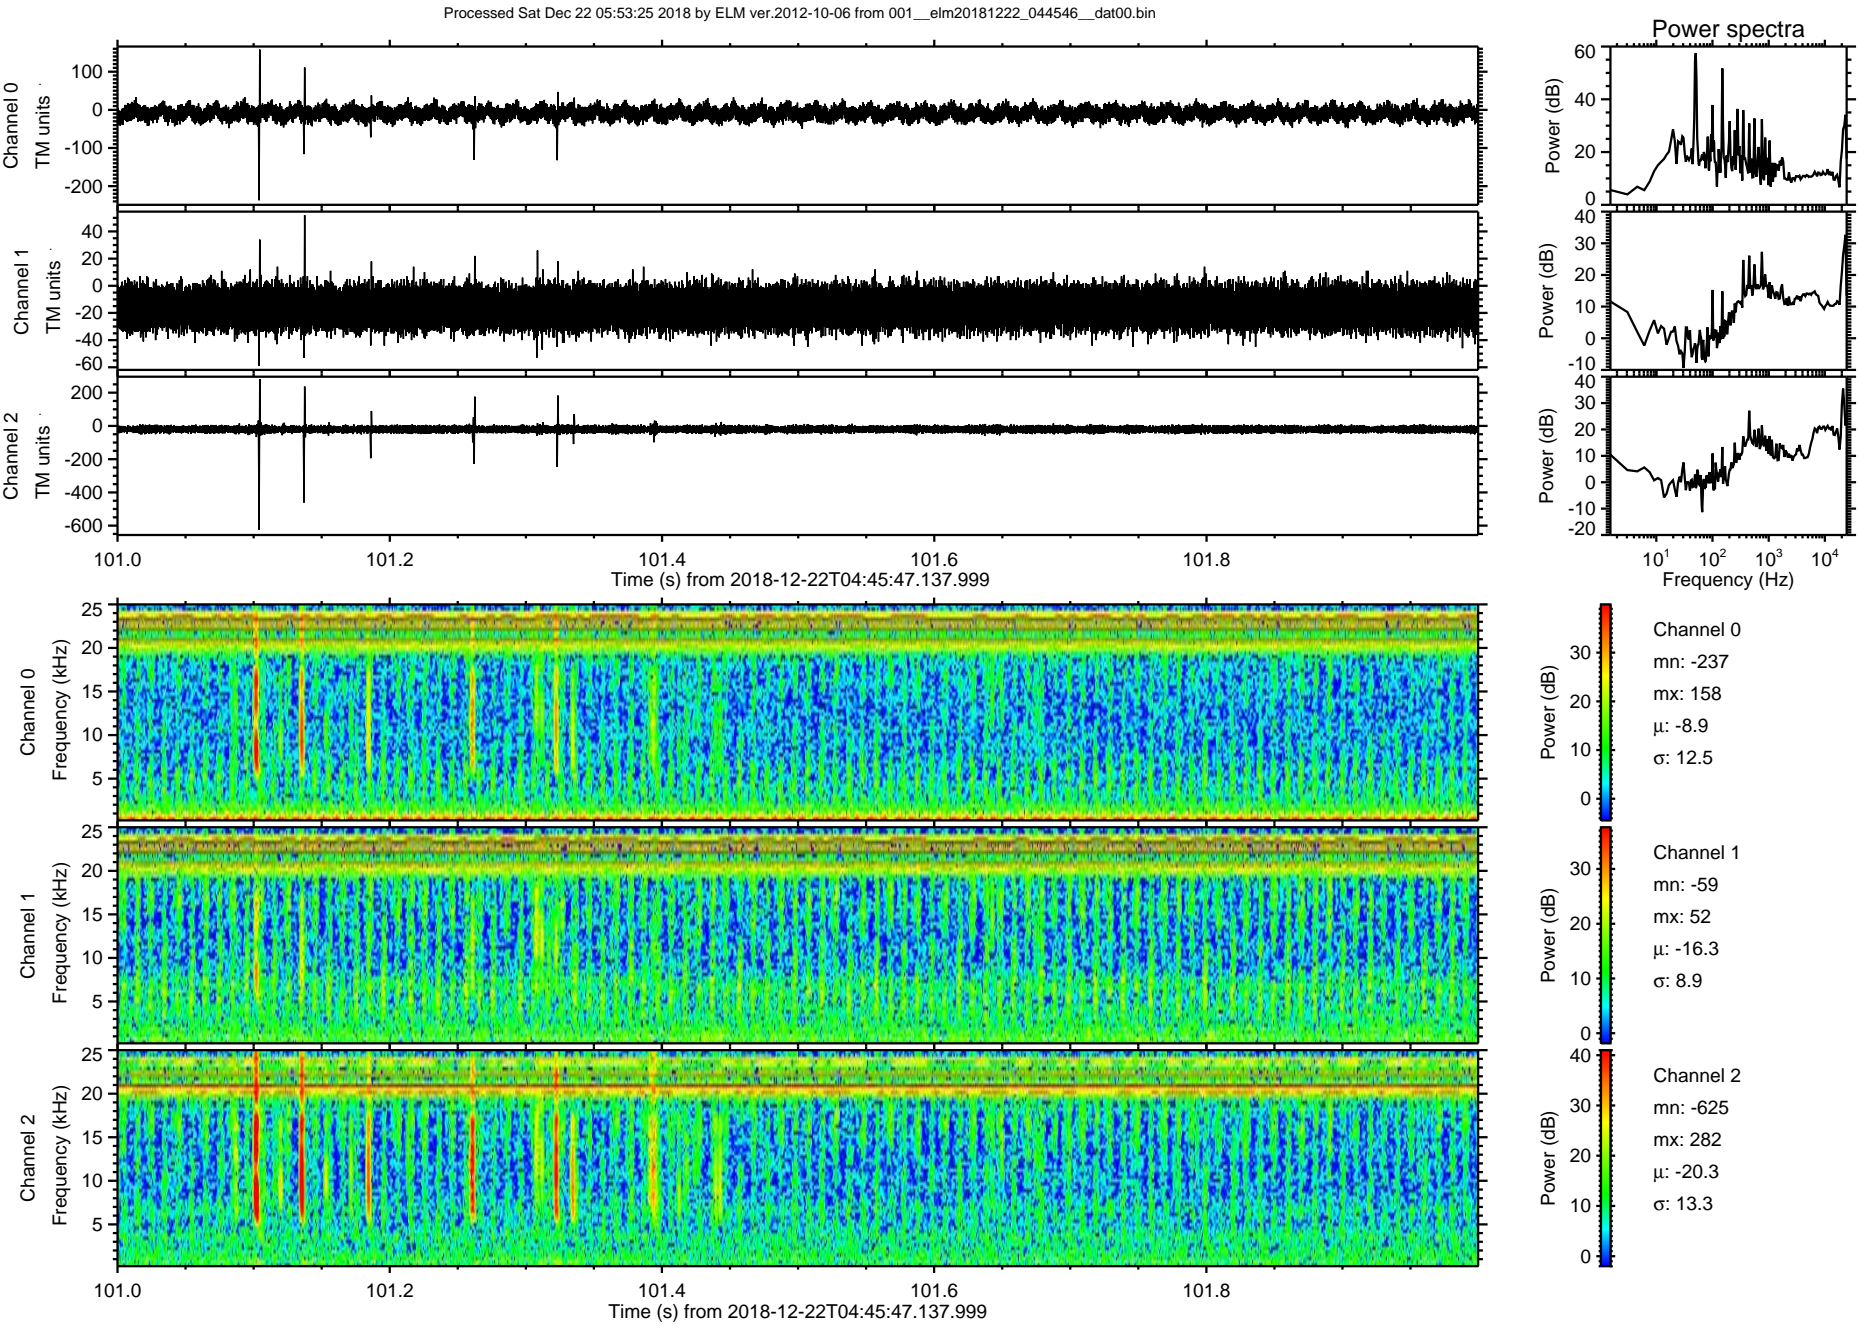 Processed Sat Dec 22 05:53:25 2018 by ELM ver.2012-10-06 from 001__elm20181222_044546__dat00.bin
Power spectra
Channel 0
TM units
100
0
-100
-200
Power (dB)
60
40
20
0
Channel 1
TM units
40
20
0
-20
-40
-60
Power (dB)
40
30
20
10
0
-10
Channel 2
TM units
200
0
-200
-400
-600
Power (dB)
40
30
20
10
0
-10
-20
101.0 101.2 101.4 101.6 101.8
Time (s) from 2018-12-22T04:45:47.137.999
10^1 10^2 10^3 10^4
Frequency (Hz)
Channel 0
Frequency (kHz)
25
20
15
10
5
Power (dB)
30
20
10
0
Channel 0
mn: -237
mx: 158
μ: -8.9
σ: 12.5
Channel 1
Frequency (kHz)
25
20
15
10
5
Power (dB)
30
20
10
0
Channel 1
mn: -59
mx: 52
μ: -16.3
σ: 8.9
Channel 2
Frequency (kHz)
25
20
15
10
5
Power (dB)
40
30
20
10
0
Channel 2
mn: -625
mx: 282
μ: -20.3
σ: 13.3
101.0 101.2 101.4 101.6 101.8
Time (s) from 2018-12-22T04:45:47.137.999